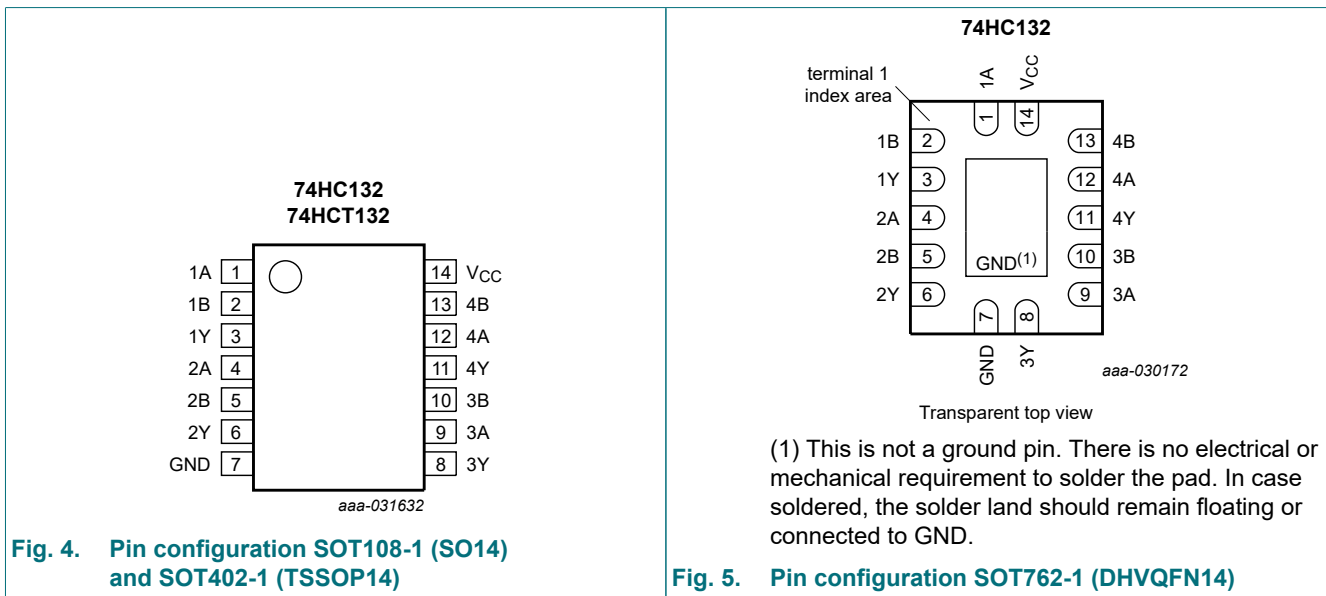 74HC132
74HCT132
1A 1
1B 2
1Y 3
2A 4
2B 5
2Y 6
GND 7
14 VCC
13 4B
12 4A
11 4Y
10 3B
9 3A
8 3Y
aaa-031632
Fig. 4. Pin configuration SOT108-1 (SO14)
and SOT402-1 (TSSOP14)
74HC132
terminal 1
index area
1A
VCC
1
14
1B 2
1Y 3
2A 4
2B 5
2Y 6
13 4B
12 4A
11 4Y
10 3B
9 3A
GND(1)
7
8
GND
3Y
aaa-030172
Transparent top view
(1) This is not a ground pin. There is no electrical or
mechanical requirement to solder the pad. In case
soldered, the solder land should remain floating or
connected to GND.
Fig. 5. Pin configuration SOT762-1 (DHVQFN14)